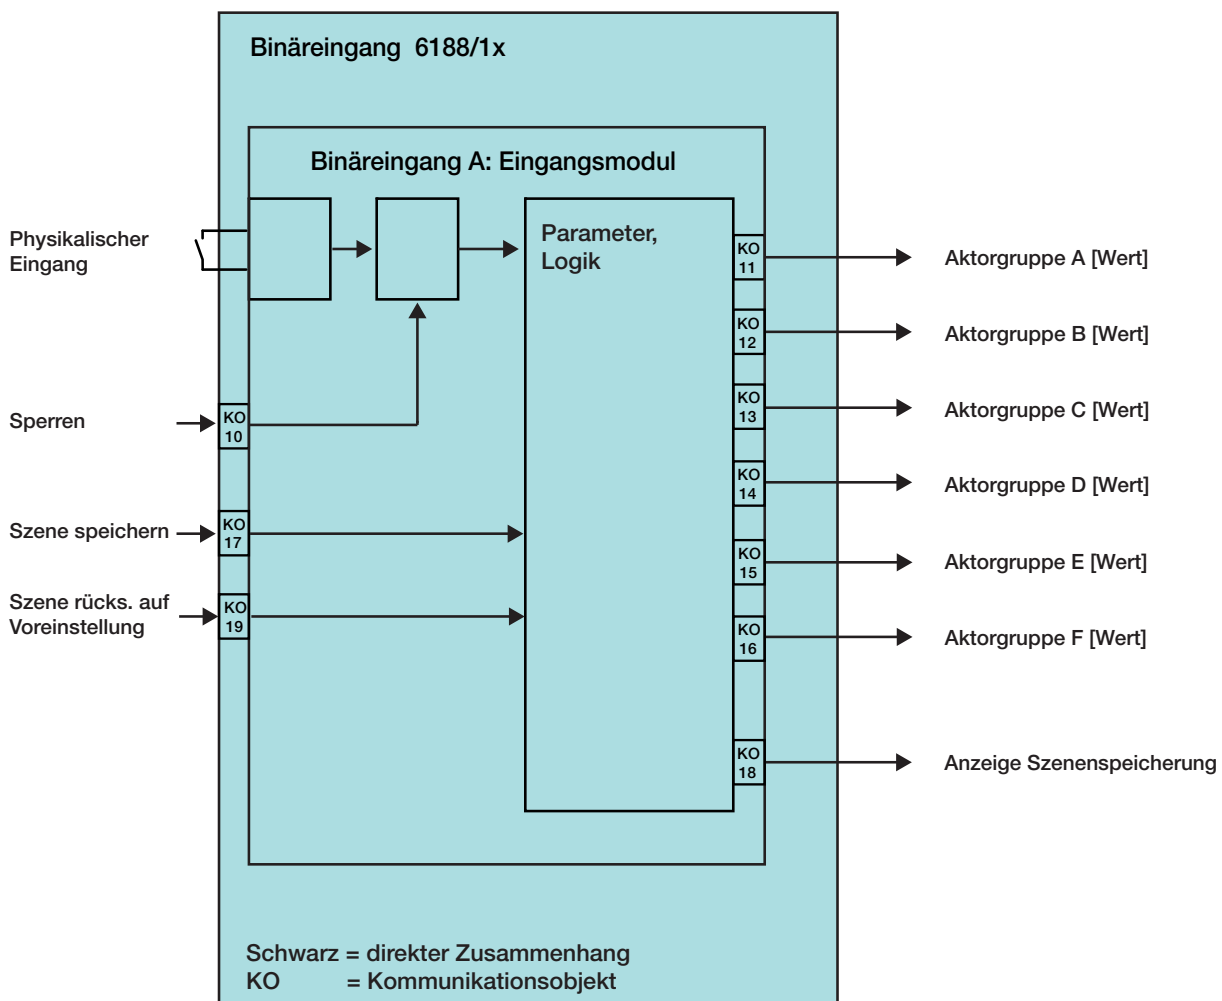 Binäreingang 6188/1x
Binäreingang A: Eingangsmodul
Physikalischer
Eingang
Parameter,
Logik
KO
11
Aktorgruppe A [Wert]
KO
12
Aktorgruppe B [Wert]
Sperren
KO
10
KO
13
Aktorgruppe C [Wert]
KO
14
Aktorgruppe D [Wert]
Szene speichern
KO
17
KO
15
Aktorgruppe E [Wert]
Szene rücks. auf
Voreinstellung
KO
19
KO
16
Aktorgruppe F [Wert]
KO
18
Anzeige Szenenspeicherung
Schwarz = direkter Zusammenhang
KO = Kommunikationsobjekt